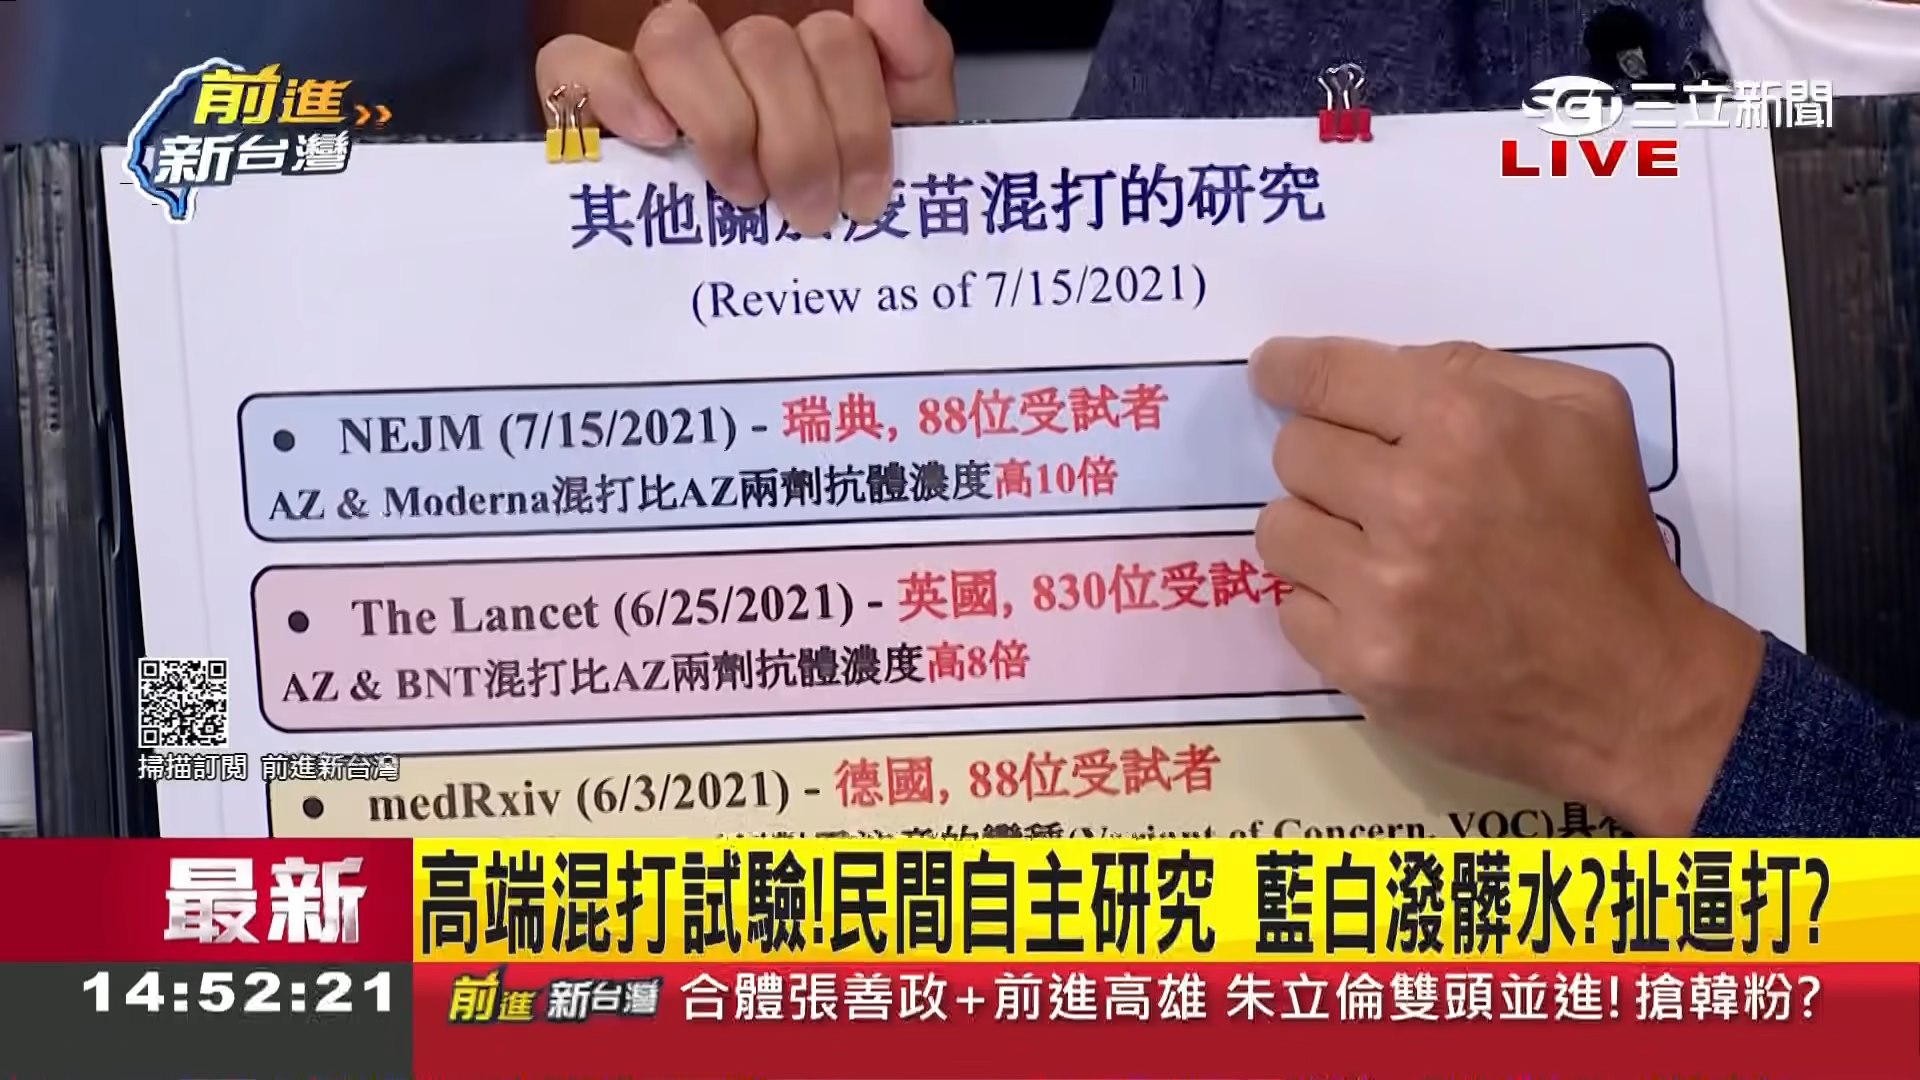 前進
新台灣
三立新聞
LIVE
其他關於疫苗混打的研究
(Review as of 7/15/2021)
● NEJM (7/15/2021) - 瑞典, 88位受試者
AZ & Moderna混打比AZ兩劑抗體濃度高10倍
● The Lancet (6/25/2021) - 英國, 830位受試者
AZ & BNT混打比AZ兩劑抗體濃度高8倍
掃描訂閱 前進新台灣
● medRxiv (6/3/2021) - 德國, 88位受試者
(Variant of Concern, VOC)具有
最新
高端混打試驗!民間自主研究 藍白潑髒水?扯逼打?
14:52:21
前進新台灣 合體張善政+前進高雄 朱立倫雙頭並進!搶韓粉?